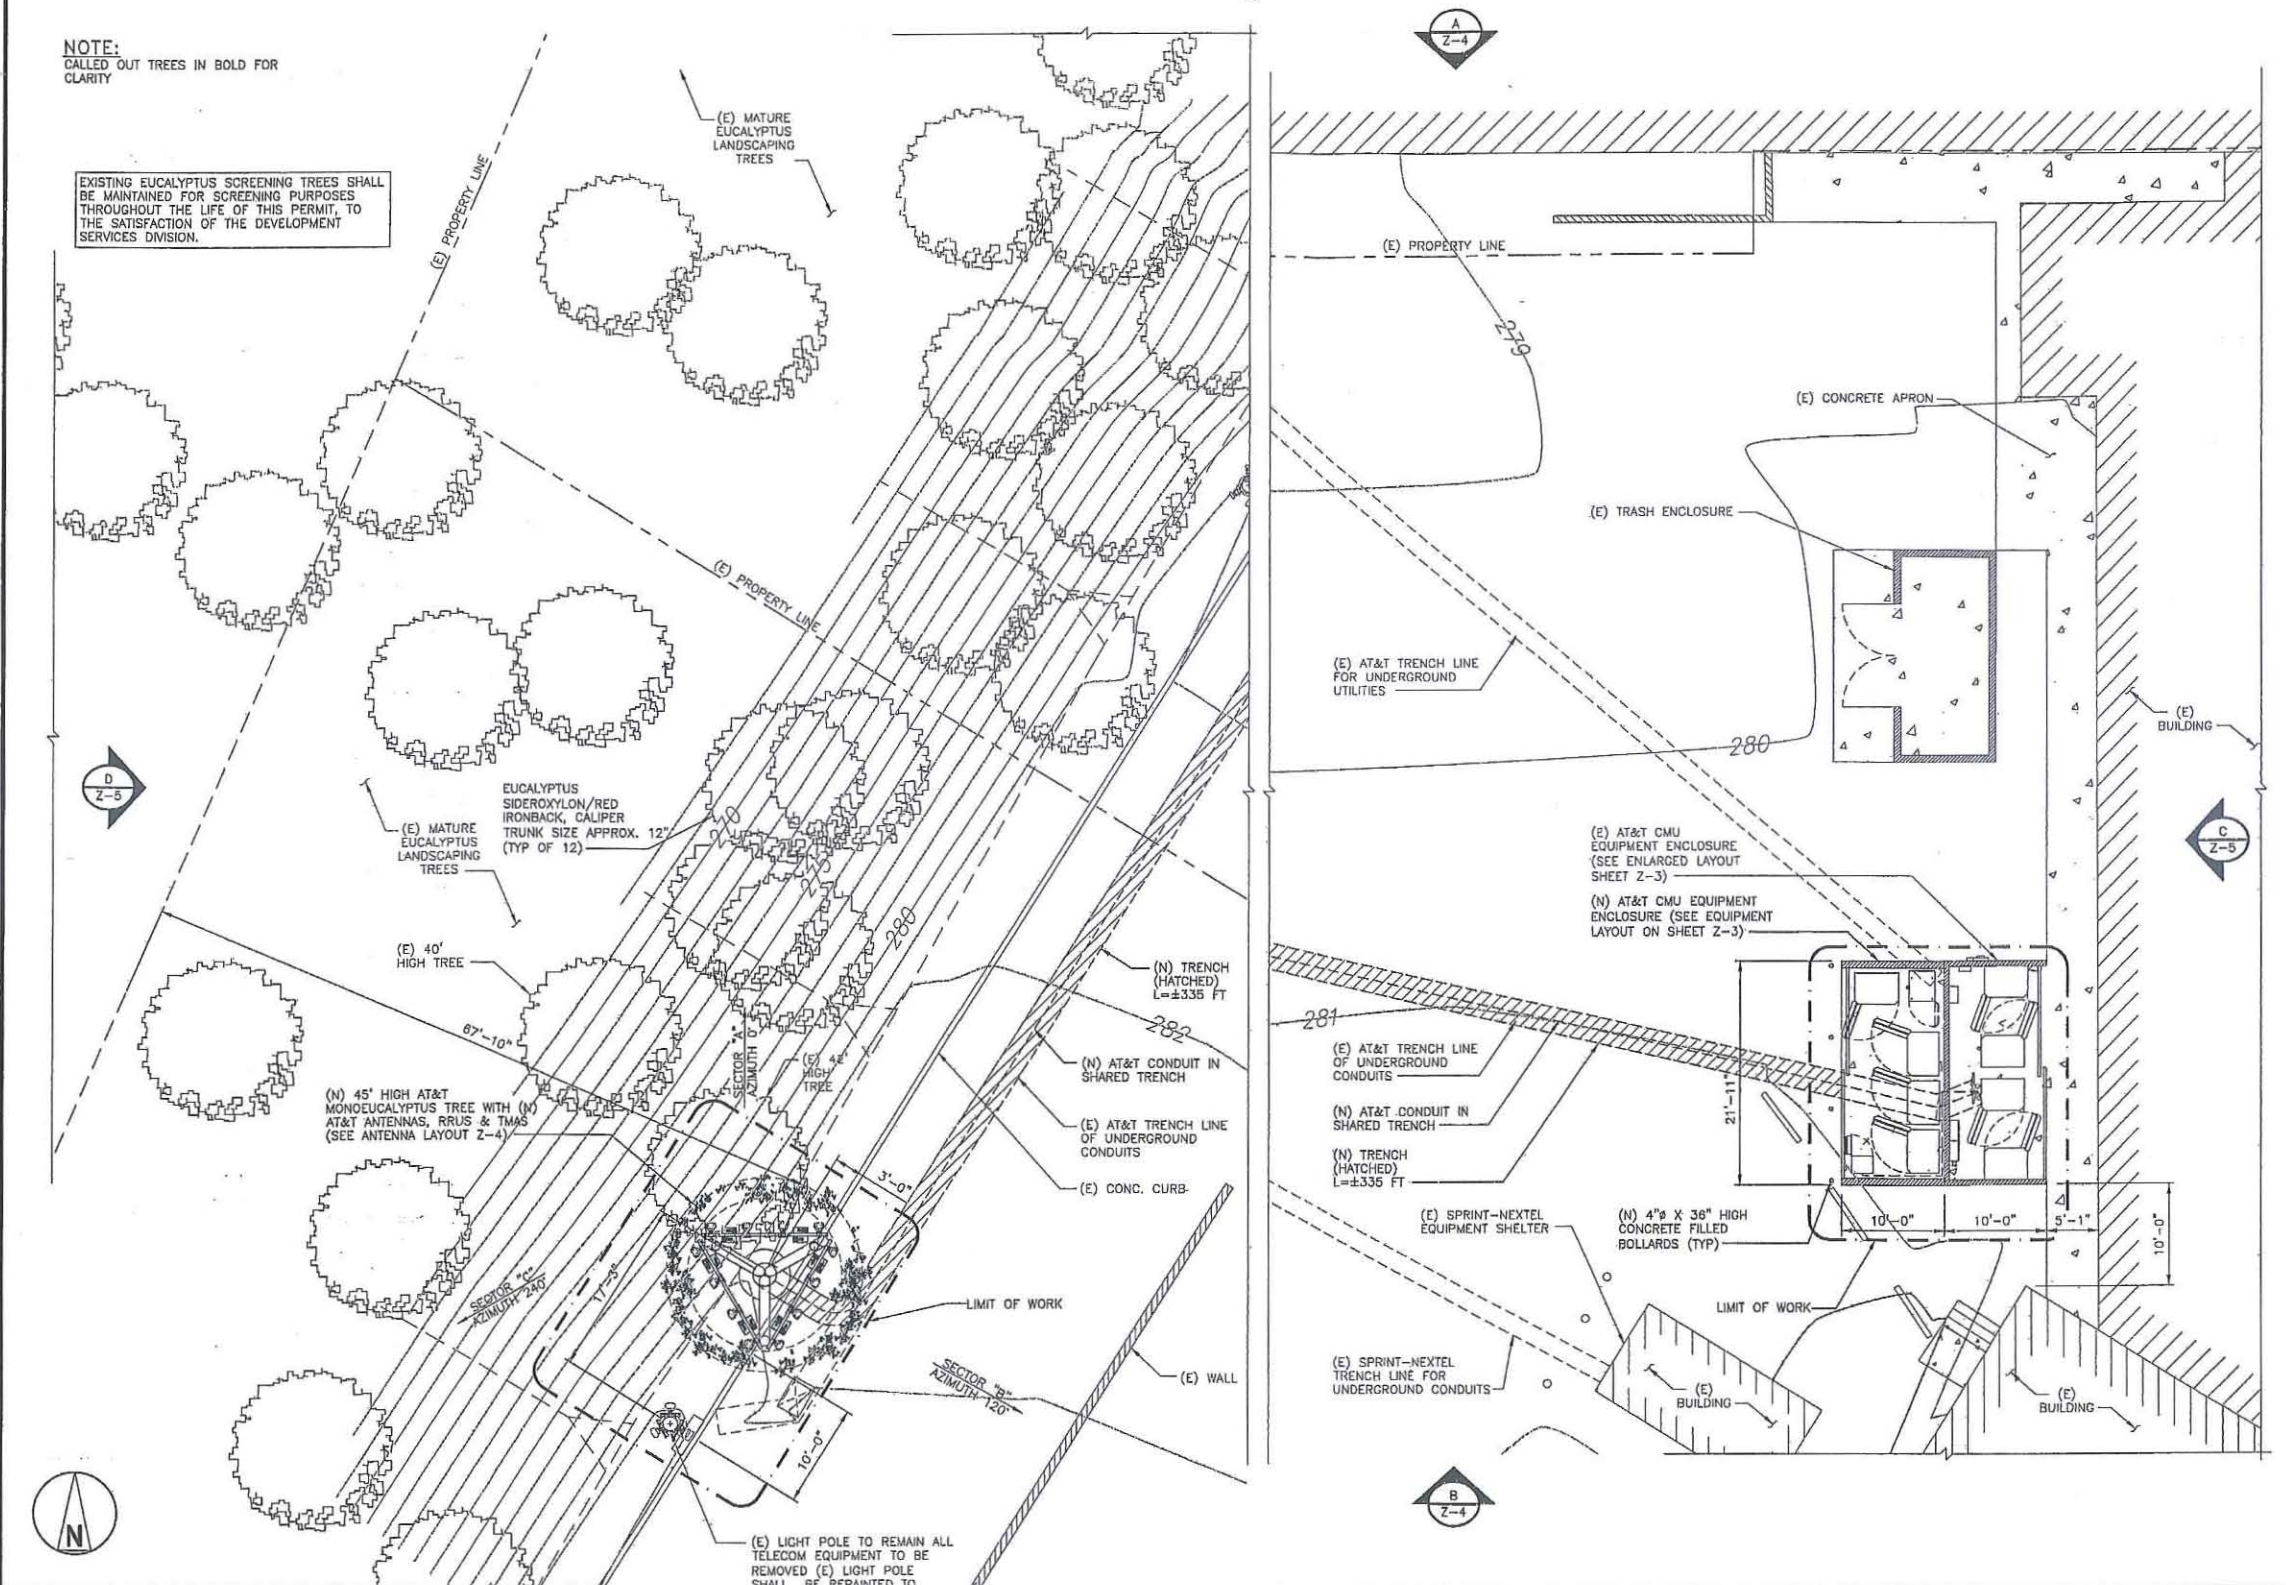 NOTE:
CALLED OUT TREES IN BOLD FOR
CLARITY
EXISTING EUCALYPTUS SCREENING TREES SHALL
BE MAINTAINED FOR SCREENING PURPOSES
THROUGHOUT THE LIFE OF THIS PERMIT, TO
THE SATISFACTION OF THE DEVELOPMENT
SERVICES DIVISION.
(E) PROPERTY LINE
(E) MATURE
EUCALYPTUS
LANDSCAPING
TREES
A
Z-4
(E) PROPERTY LINE
279
(E) CONCRETE APRON
(E) TRASH ENCLOSURE
(E) PROPERTY LINE
(E) AT&T TRENCH LINE
FOR UNDERGROUND
UTILITIES
280
(E)
BUILDING
D
Z-5
EUCALYPTUS
SIDEROXYLON/RED
IRONBACK, CALIPER
TRUNK SIZE APPROX. 12"
(TYP OF 12)
270
275
280
(E) MATURE
EUCALYPTUS
LANDSCAPING
TREES
(E) AT&T CMU
EQUIPMENT ENCLOSURE
(SEE ENLARGED LAYOUT
SHEET Z-3)
(N) AT&T CMU EQUIPMENT
ENCLOSURE (SEE EQUIPMENT
LAYOUT ON SHEET Z-3)
C
Z-5
(E) 40'
HIGH TREE
67'-10"
SECTOR "A"
AZIMUTH 0°
(E) 42'
HIGH
TREE
(N) TRENCH
(HATCHED)
L=±335 FT
282
(N) AT&T CONDUIT IN
SHARED TRENCH
(E) AT&T TRENCH LINE
OF UNDERGROUND
CONDUITS
(E) CONC. CURB
281
(E) AT&T TRENCH LINE
OF UNDERGROUND
CONDUITS
(N) AT&T CONDUIT IN
SHARED TRENCH
(N) TRENCH
(HATCHED)
L=±335 FT
21'-11"
(N) 45' HIGH AT&T
MONOEUCALYPTUS TREE WITH (N)
AT&T ANTENNAS, RRUS & TMAS
(SEE ANTENNA LAYOUT Z-4)
3'-0"
17'-3"
SECTOR "C"
AZIMUTH 240°
LIMIT OF WORK
SECTOR "B"
AZIMUTH 120°
(E) WALL
10'-0"
(E) SPRINT-NEXTEL
EQUIPMENT SHELTER
(N) 4"ø X 36" HIGH
CONCRETE FILLED
BOLLARDS (TYP)
10'-0"
10'-0"
5'-1"
10'-0"
LIMIT OF WORK
(E) SPRINT-NEXTEL
TRENCH LINE FOR
UNDERGROUND CONDUITS
(E)
BUILDING
(E)
BUILDING
B
Z-4
N
(E) LIGHT POLE TO REMAIN ALL
TELECOM EQUIPMENT TO BE
REMOVED (E) LIGHT POLE
SHALL BE REPAINTED TO